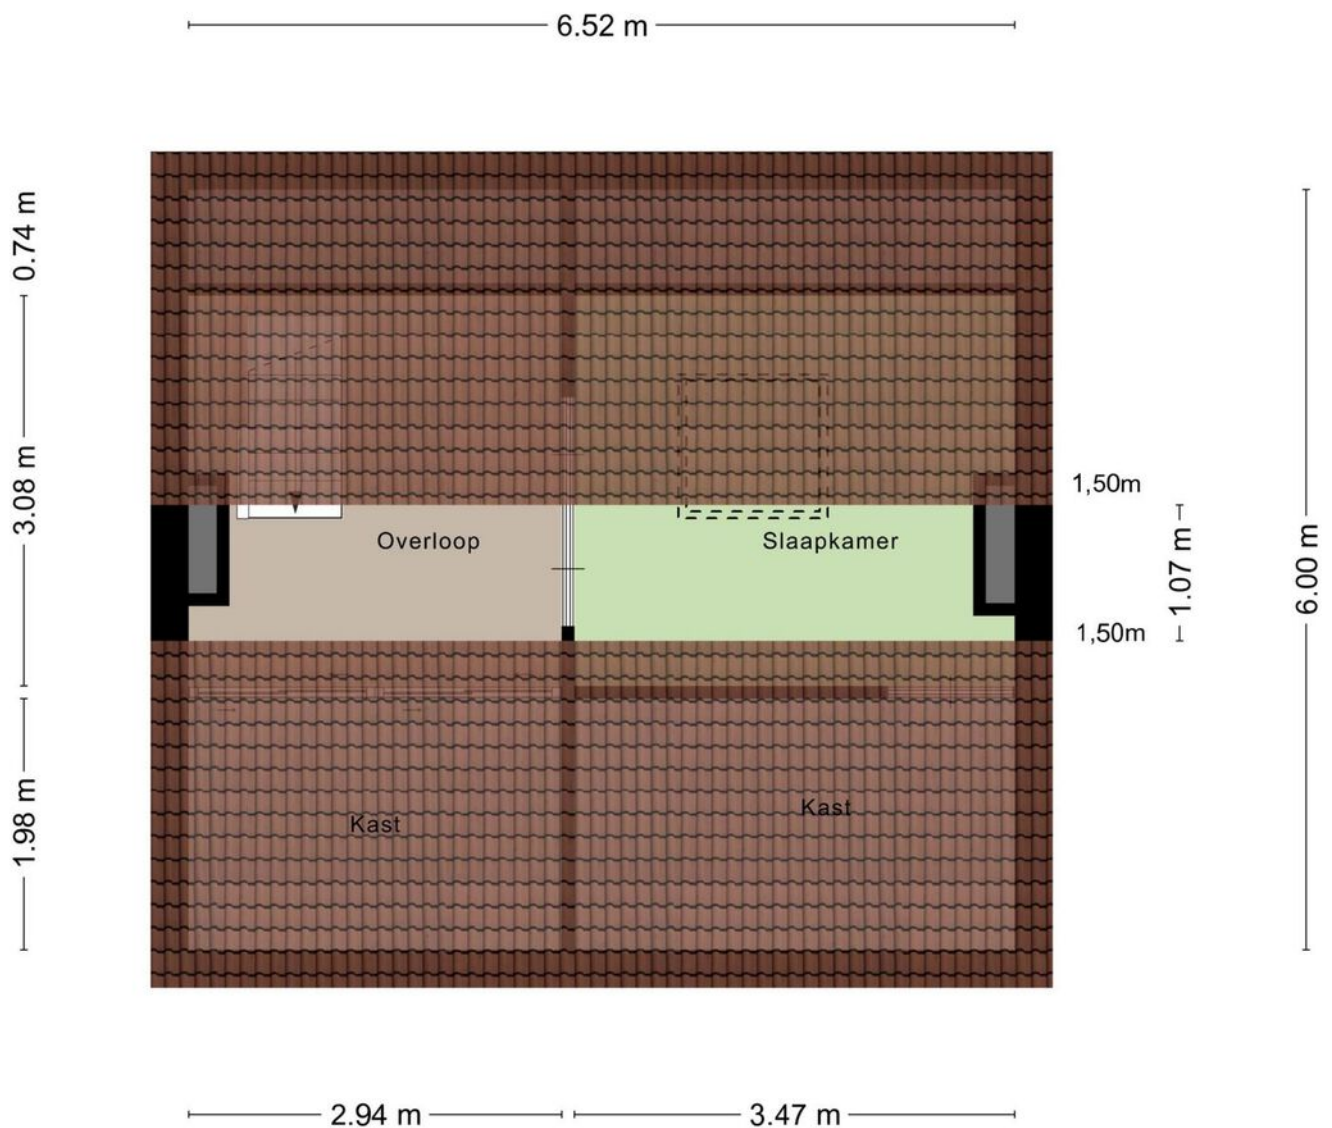 6.52 m
0.74 m
3.08 m
1,50m
Overloop
Slaapkamer
1.07 m
6.00 m
1,50m
1.98 m
Kast
Kast
2.94 m
3.47 m